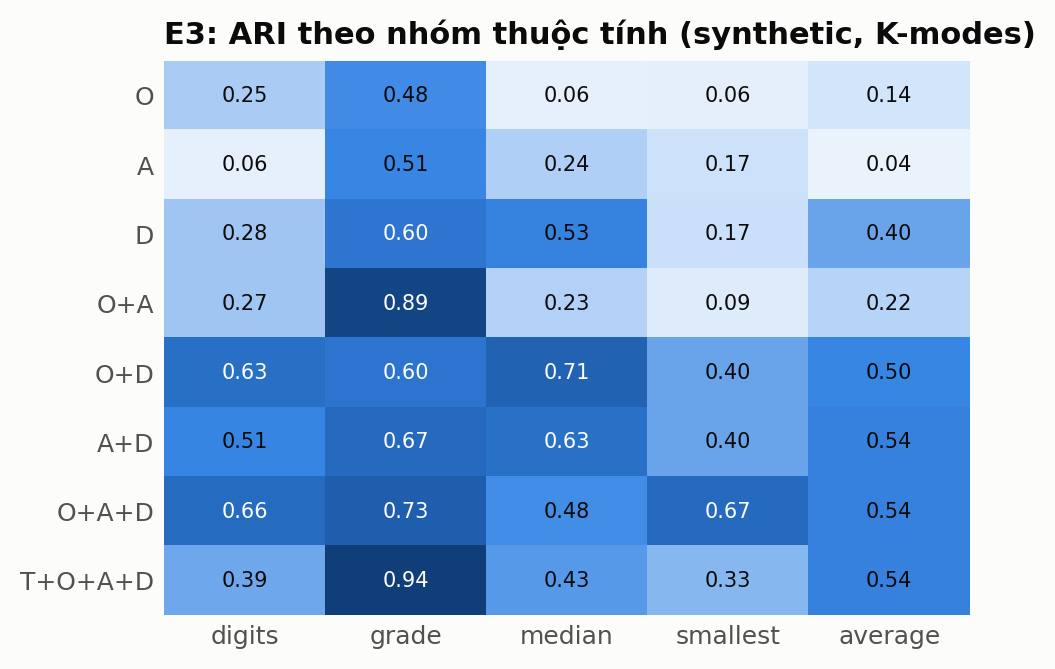 E3: ARI theo nhóm thuộc tính (synthetic, K-modes)
O 0.25 0.48 0.06 0.06 0.14
A 0.06 0.51 0.24 0.17 0.04
D 0.28 0.60 0.53 0.17 0.40
O+A 0.27 0.89 0.23 0.09 0.22
O+D 0.63 0.60 0.71 0.40 0.50
A+D 0.51 0.67 0.63 0.40 0.54
O+A+D 0.66 0.73 0.48 0.67 0.54
T+O+A+D 0.39 0.94 0.43 0.33 0.54
digits grade median smallest average